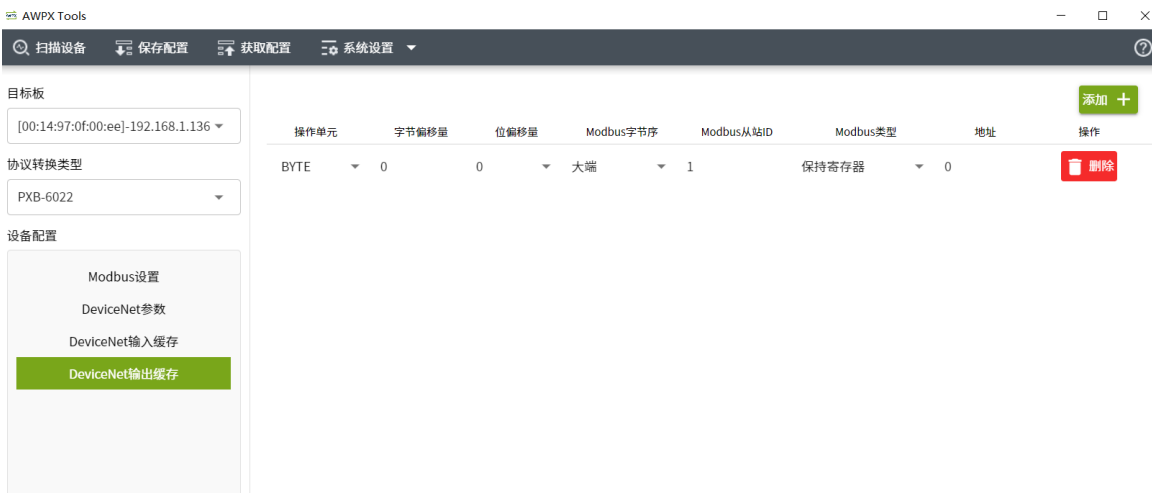 AWPX Tools
扫描设备 保存配置 获取配置 系统设置
目标板
[00:14:97:0f:00:ee]-192.168.1.136
协议转换类型
PXB-6022
设备配置
Modbus设置
DeviceNet参数
DeviceNet输入缓存
DeviceNet输出缓存
添加
操作单元 字节偏移量 位偏移量 Modbus字节序 Modbus从站ID Modbus类型 地址 操作
BYTE 0 0 大端 1 保持寄存器 0 删除